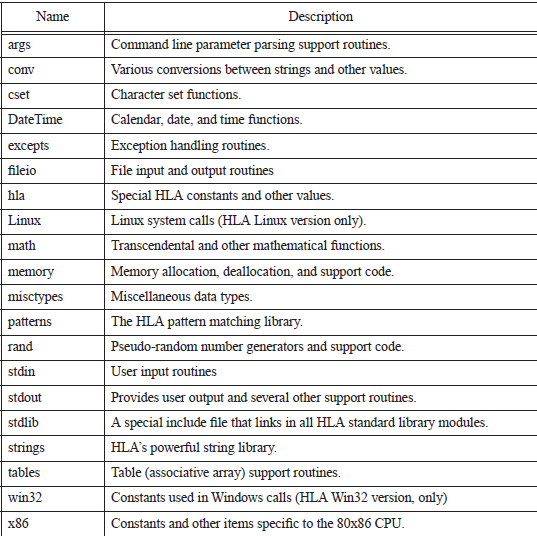 Name Description
args Command line parameter parsing support routines.
conv Various conversions between strings and other values.
cset Character set functions.
DateTime Calendar, date, and time functions.
excepts Exception handling routines.
fileio File input and output routines
hla Special HLA constants and other values.
Linux Linux system calls (HLA Linux version only).
math Transcendental and other mathematical functions.
memory Memory allocation, deallocation, and support code.
misctypes Miscellaneous data types.
patterns The HLA pattern matching library.
rand Pseudo-random number generators and support code.
stdin User input routines
stdout Provides user output and several other support routines.
stdlib A special include file that links in all HLA standard library modules.
strings HLA's powerful string library.
tables Table (associative array) support routines.
win32 Constants used in Windows calls (HLA Win32 version, only)
x86 Constants and other items specific to the 80x86 CPU.